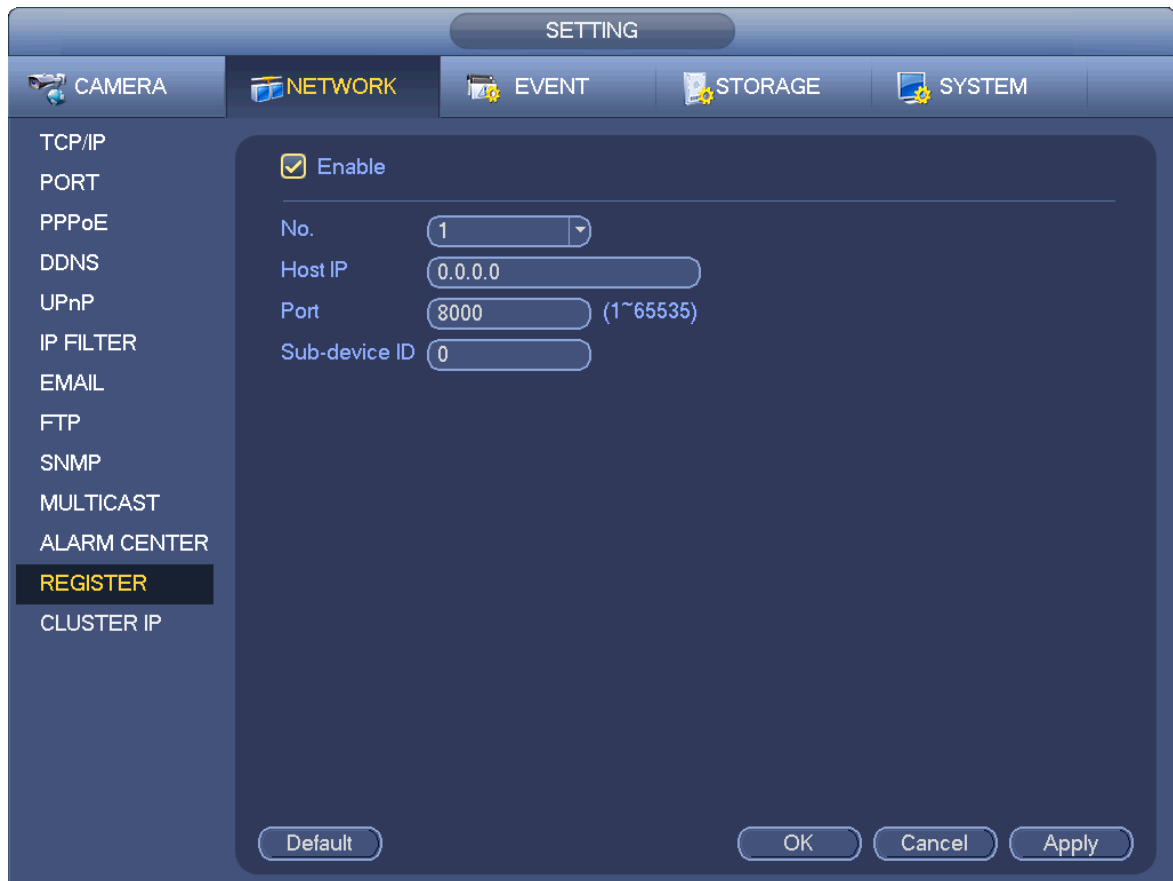 SETTING
CAMERA NETWORK EVENT STORAGE SYSTEM
TCP/IP
PORT
PPPoE
DDNS
UPnP
IP FILTER
EMAIL
FTP
SNMP
MULTICAST
ALARM CENTER
REGISTER
CLUSTER IP
Enable
No. 1
Host IP 0.0.0.0
Port 8000 (1~65535)
Sub-device ID 0
Default OK Cancel Apply